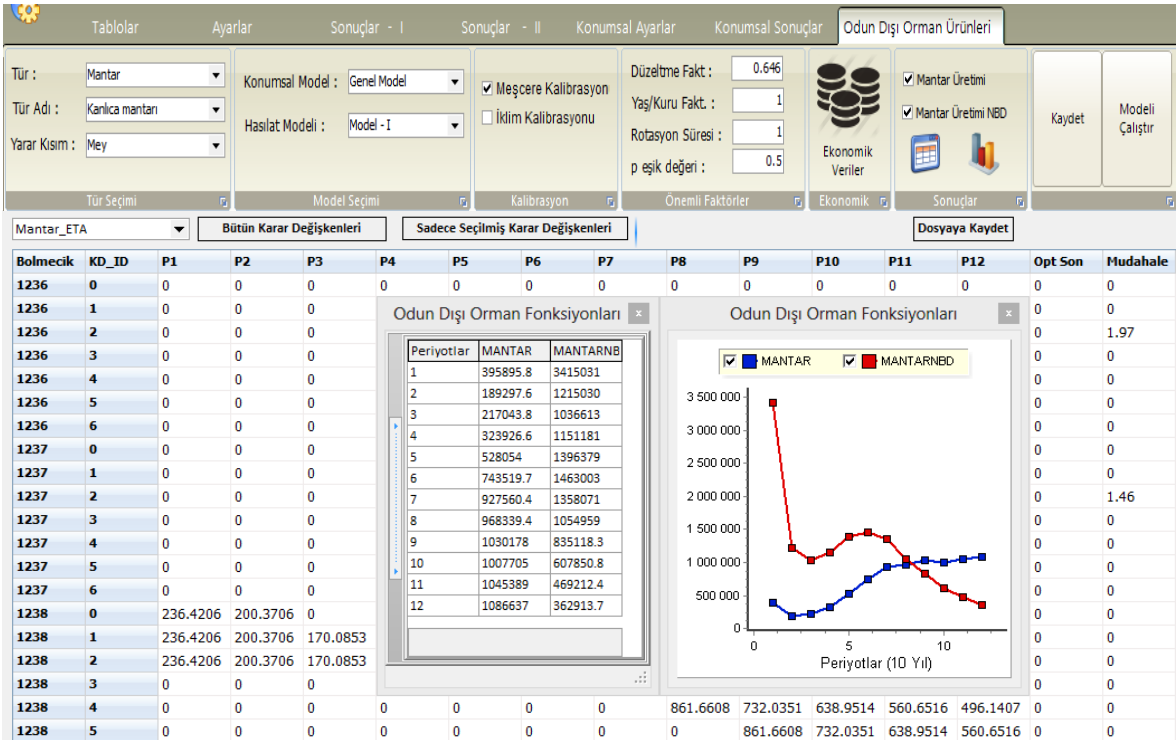 Tablolar Ayarlar Sonuçlar - I Sonuçlar - II Konumsal Ayarlar Konumsal Sonuçlar Odun Dışı Orman Ürünleri
Tür : Mantar
Tür Adı : Kanlıca mantarı
Yarar Kısım : Mey
Tür Seçimi
Konumsal Model : Genel Model
Hasılat Modeli : Model - I
Model Seçimi
Meşcere Kalibrasyon
İklim Kalibrasyonu
Kalibrasyon
Düzeltme Fakt : 0.646
Yaş/Kuru Fakt. : 1
Rotasyon Süresi : 1
p eşik değeri : 0.5
Önemli Faktörler
Ekonomik
Veriler
Ekonomik
Mantar Üretimi
Mantar Üretimi NBD
Sonuçlar
Kaydet
Modeli
Çalıştır
Mantar_ETA Bütün Karar Değişkenleri Sadece Seçilmiş Karar Değişkenleri Dosyaya Kaydet
Bolmecik KD_ID P1 P2 P3 P4 P5 P6 P7 P8 P9 P10 P11 P12 Opt Son Mudahale
1236 0 0 0 0 0 0 0 0 0 0 0 0 0 0 0
1236 1 0 0 0 0 0
1236 2 0 0 0 0 1.97
1236 3 0 0 0 0 0
1236 4 0 0 0 0 0
1236 5 0 0 0 0 0
1236 6 0 0 0 0 0
1237 0 0 0 0 0 0
1237 1 0 0 0 0 0
1237 2 0 0 0 0 1.46
1237 3 0 0 0 0 0
1237 4 0 0 0 0 0
1237 5 0 0 0 0 0
1237 6 0 0 0 0 0
1238 0 236.4206 200.3706 0 0 0
1238 1 236.4206 200.3706 170.0853 0 0
1238 2 236.4206 200.3706 170.0853 0 0
1238 3 0 0 0 0 0
1238 4 0 0 0 0 0 0 0 861.6608 732.0351 638.9514 560.6516 496.1407 0 0
1238 5 0 0 0 0 0 0 0 0 861.6608 732.0351 638.9514 560.6516 0 0
Odun Dışı Orman Fonksiyonları x
Periyotlar MANTAR MANTARNB
1 395895.8 3415031
2 189297.6 1215030
3 217043.8 1036613
4 323926.6 1151181
5 528054 1396379
6 743519.7 1463003
7 927560.4 1358071
8 968339.4 1054959
9 1030178 835118.3
10 1007705 607850.8
11 1045389 469212.4
12 1086637 362913.7
Odun Dışı Orman Fonksiyonları x
MANTAR MANTARNBD
3 500 000
3 000 000
2 500 000
2 000 000
1 500 000
1 000 000
500 000
0
0 5 10
Periyotlar (10 Yıl)